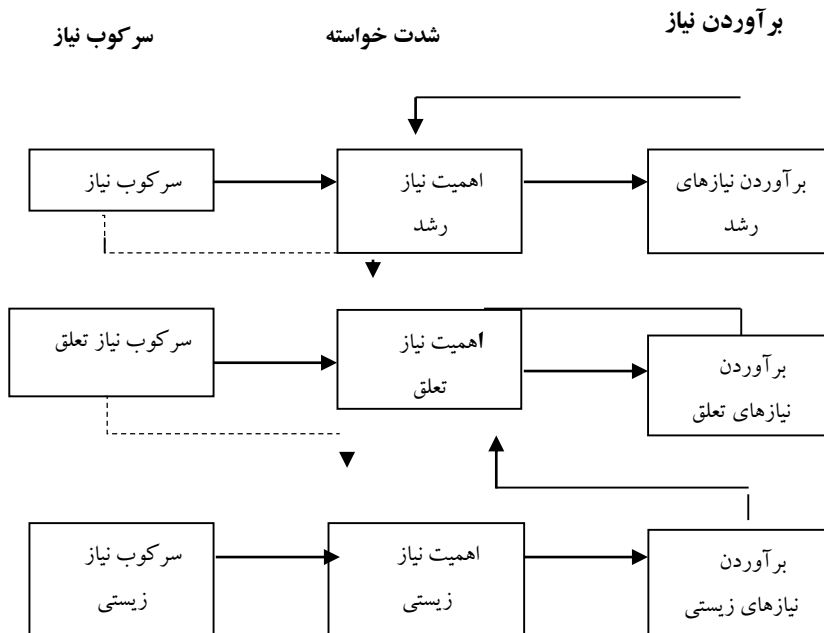 برآوردن نیاز
شدت خواسته
سرکوب نیاز
برآوردن نیازهای
رشد
اهمیت نیاز
رشد
سرکوب نیاز
برآوردن
نیازهای تعلق
اهمیت نیاز
تعلق
سرکوب نیاز تعلق
برآوردن
نیازهای زیستی
اهمیت نیاز
زیستی
سرکوب نیاز
زیستی